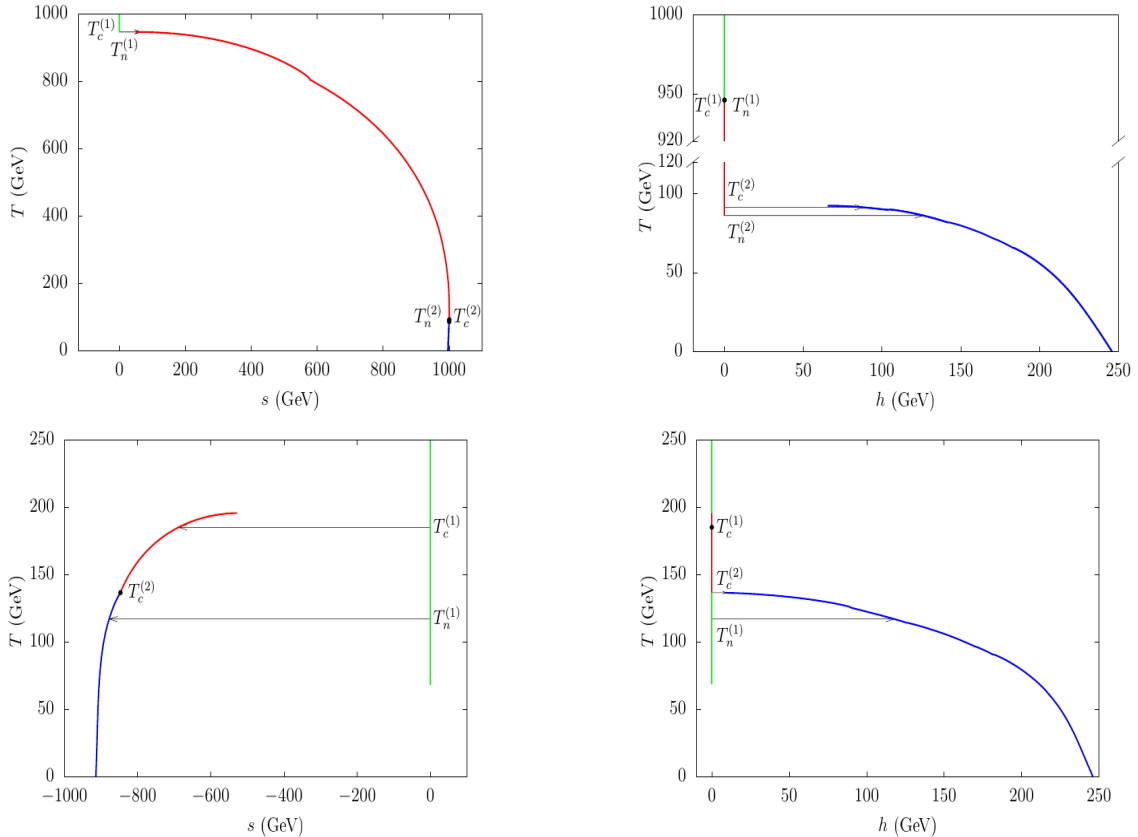 1000
800
600
400
200
0
T (GeV)
T_c^(1)
T_n^(1)
T_n^(2) T_c^(2)
0 200 400 600 800 1000
s (GeV)
1000
950
920
120
100
50
0
T (GeV)
T_c^(1) T_n^(1)
T_c^(2)
T_n^(2)
0 50 100 150 200 250
h (GeV)
250
200
150
100
50
0
T (GeV)
T_c^(1)
T_c^(2)
T_n^(1)
−1000 −800 −600 −400 −200 0
s (GeV)
250
200
150
100
50
0
T (GeV)
T_c^(1)
T_c^(2)
T_n^(1)
0 50 100 150 200 250
h (GeV)